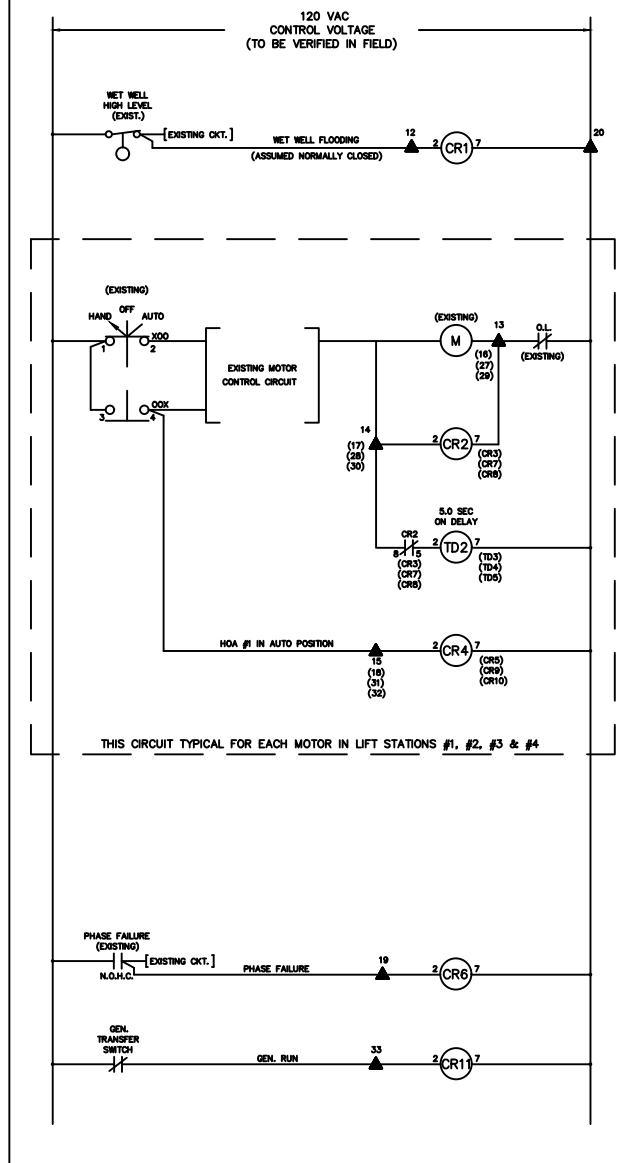 120 VAC
CONTROL VOLTAGE
(TO BE VERIFIED IN FIELD)
WET WELL
HIGH LEVEL
(EXIST.)
[EXISTING CKT.]
WET WELL FLOODING
(ASSUMED NORMALLY CLOSED)
12
2 CR1 7
20
(EXISTING)
HAND OFF AUTO
1 XOO 2
3 OOX 4
EXISTING MOTOR
CONTROL CIRCUIT
(EXISTING)
M
13
(16)
(27)
(29)
O.L.
(EXISTING)
14
(17)
(28)
(30)
2 CR2 7
(CR3)
(CR7)
(CR8)
5.0 SEC
ON DELAY
CR2
8 5
(CR3)
(CR7)
(CR8)
2 TD2 7
(TD3)
(TD4)
(TD5)
HOA #1 IN AUTO POSITION
15
(18)
(31)
(32)
2 CR4 7
(CR5)
(CR9)
(CR10)
THIS CIRCUIT TYPICAL FOR EACH MOTOR IN LIFT STATIONS #1, #2, #3 & #4
PHASE FAILURE
(EXISTING)
[EXISTING CKT.]
N.O.H.C.
PHASE FAILURE
19
2 CR6 7
GEN.
TRANSFER
SWITCH
GEN. RUN
33
2 CR11 7